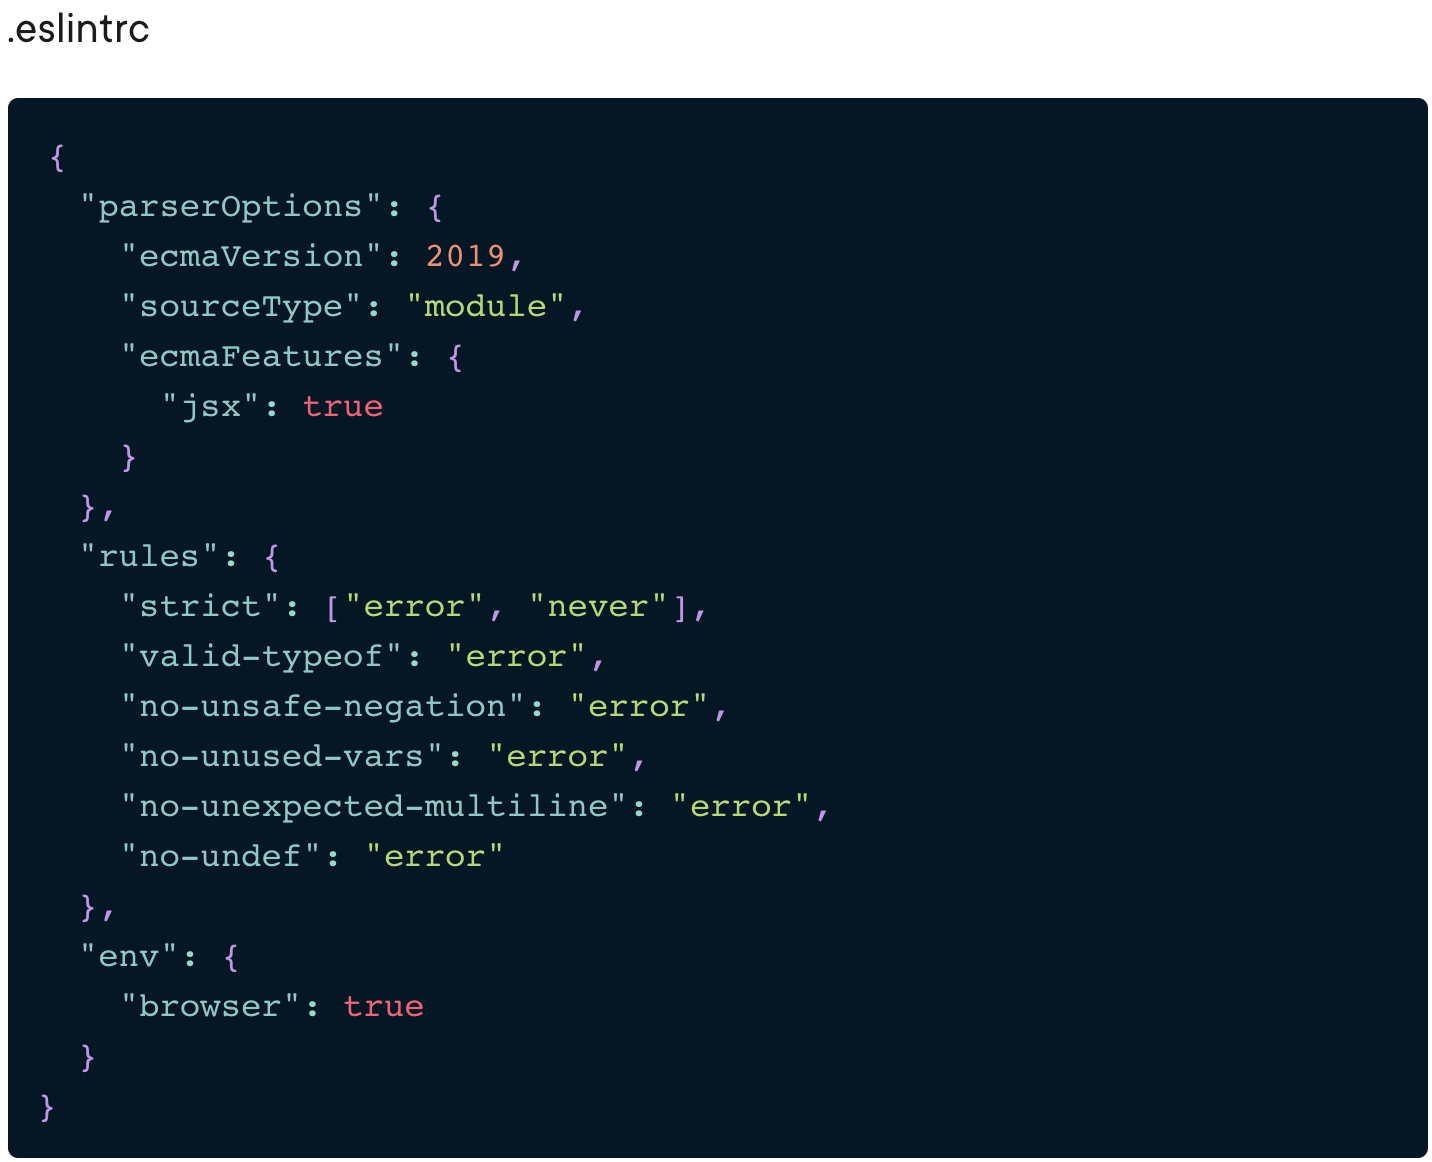 .eslintrc
{
  "parserOptions": {
    "ecmaVersion": 2019,
    "sourceType": "module",
    "ecmaFeatures": {
      "jsx": true
    }
  },
  "rules": {
    "strict": ["error", "never"],
    "valid-typeof": "error",
    "no-unsafe-negation": "error",
    "no-unused-vars": "error",
    "no-unexpected-multiline": "error",
    "no-undef": "error"
  },
  "env": {
    "browser": true
  }
}